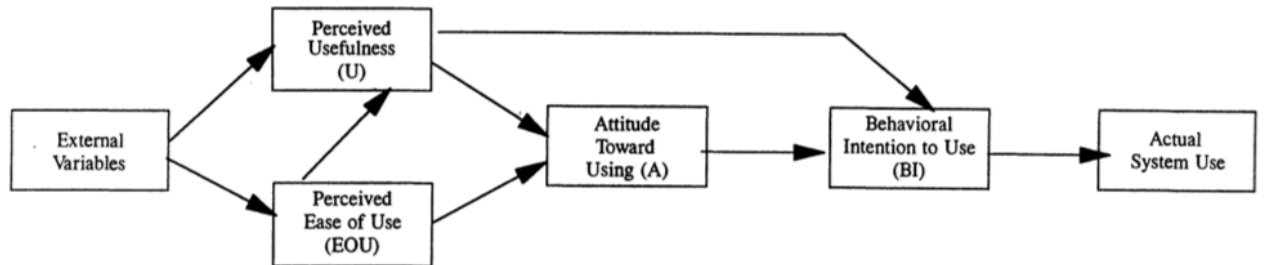 External
Variables
Perceived
Usefulness
(U)
Perceived
Ease of Use
(EOU)
Attitude
Toward
Using (A)
Behavioral
Intention to Use
(BI)
Actual
System Use